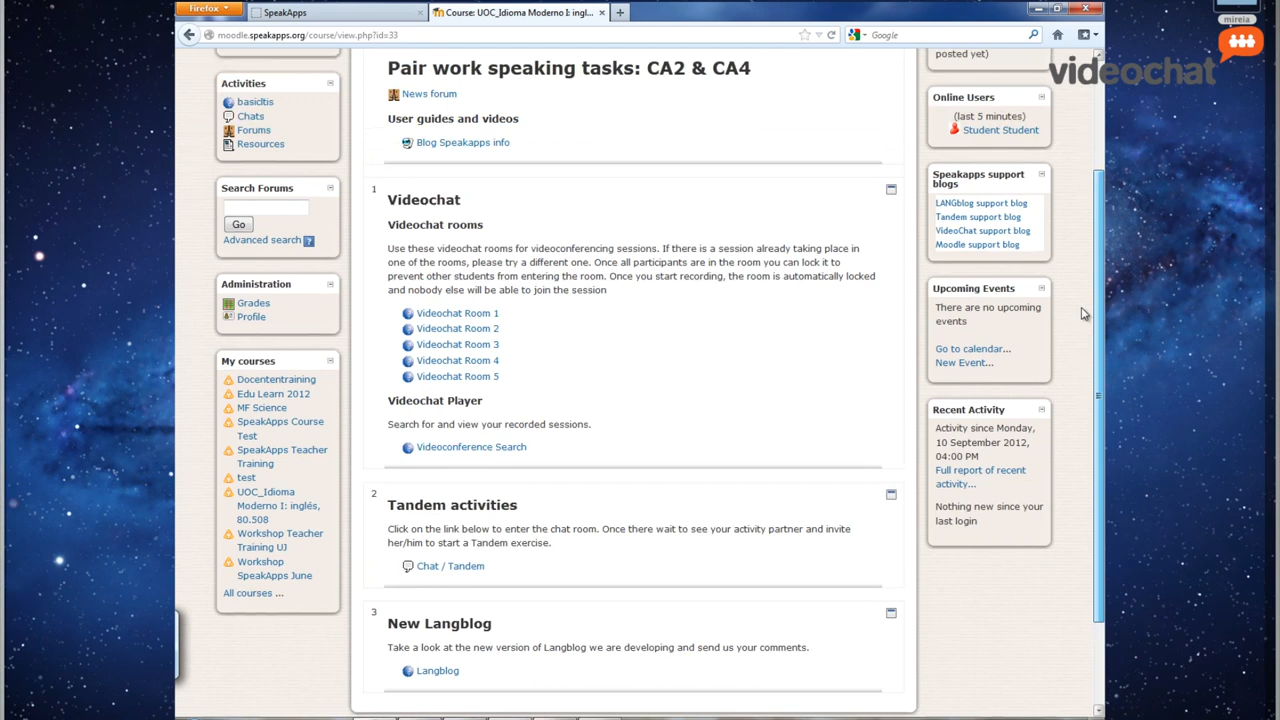 Firefox
SpeakApps
Course: UOC_Idioma Moderno I: ingl...
moodle.speakapps.org/course/view.php?id=33
Google
mireia
videochat
Activities
basicltis
Chats
Forums
Resources
Search Forums
Go
Advanced search ?
Administration
Grades
Profile
My courses
Docententraining
Edu Learn 2012
MF Science
SpeakApps Course
Test
SpeakApps Teacher
Training
test
UOC_Idioma
Moderno I: inglés,
80.508
Workshop Teacher
Training UJ
Workshop
SpeakApps June
All courses ...
Pair work speaking tasks: CA2 & CA4
News forum
User guides and videos
Blog Speakapps info
1
Videochat
Videochat rooms
Use these videochat rooms for videoconferencing sessions. If there is a session already taking place in
one of the rooms, please try a different one. Once all participants are in the room you can lock it to
prevent other students from entering the room. Once you start recording, the room is automatically locked
and nobody else will be able to join the session
Videochat Room 1
Videochat Room 2
Videochat Room 3
Videochat Room 4
Videochat Room 5
Videochat Player
Search for and view your recorded sessions.
Videoconference Search
2
Tandem activities
Click on the link below to enter the chat room. Once there wait to see your activity partner and invite
her/him to start a Tandem exercise.
Chat / Tandem
3
New Langblog
Take a look at the new version of Langblog we are developing and send us your comments.
Langblog
posted yet)
Online Users
(last 5 minutes)
Student Student
Speakapps support
blogs
LANGblog support blog
Tandem support blog
VideoChat support blog
Moodle support blog
Upcoming Events
There are no upcoming
events
Go to calendar...
New Event...
Recent Activity
Activity since Monday,
10 September 2012,
04:00 PM
Full report of recent
activity...
Nothing new since your
last login